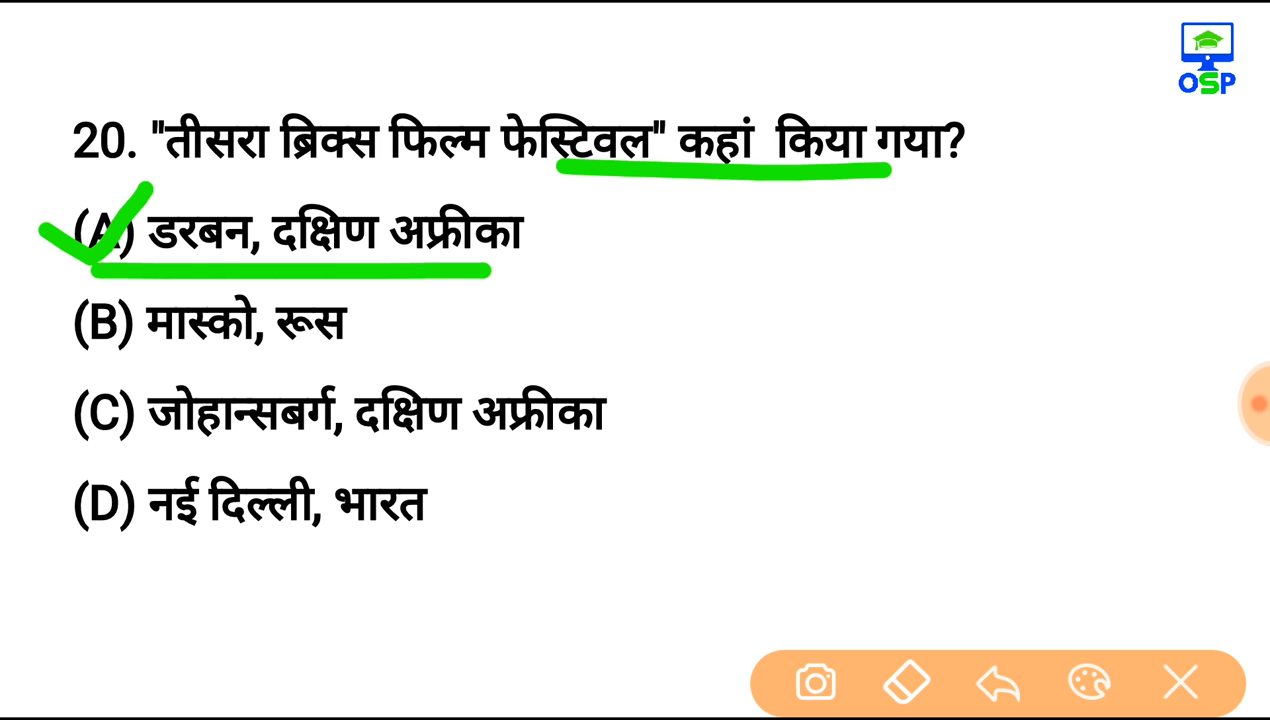 OSP
20. "तीसरा ब्रिक्स फिल्म फेस्टिवल" कहां किया गया?
(A) डरबन, दक्षिण अफ्रीका
(B) मास्को, रूस
(C) जोहान्सबर्ग, दक्षिण अफ्रीका
(D) नई दिल्ली, भारत